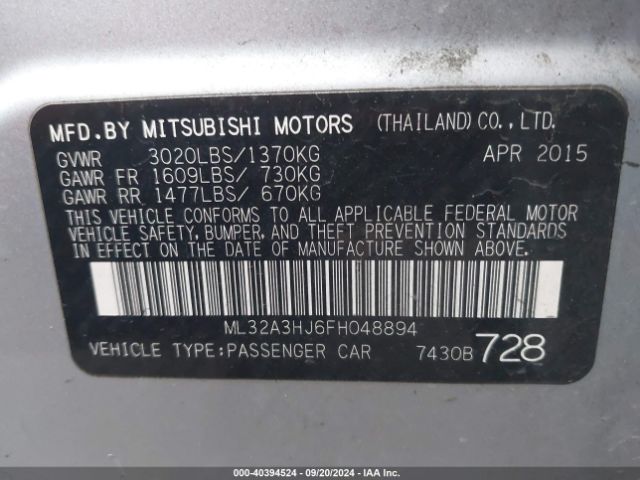 MFD.BY MITSUBISHI MOTORS (THAILAND) CO., LTD.
GVWR 3020LBS/1370KG APR 2015
GAWR FR 1609LBS/ 730KG
GAWR RR 1477LBS/ 670KG
THIS VEHICLE CONFORMS TO ALL APPLICABLE FEDERAL MOTOR
VEHICLE SAFETY, BUMPER, AND THEFT PREVENTION STANDARDS
IN EFFECT ON THE DATE OF MANUFACTURE SHOWN ABOVE.
ML32A3HJ6FH048894
VEHICLE TYPE:PASSENGER CAR 7430B 728
000-40394524 - 09/20/2024 - IAA Inc.